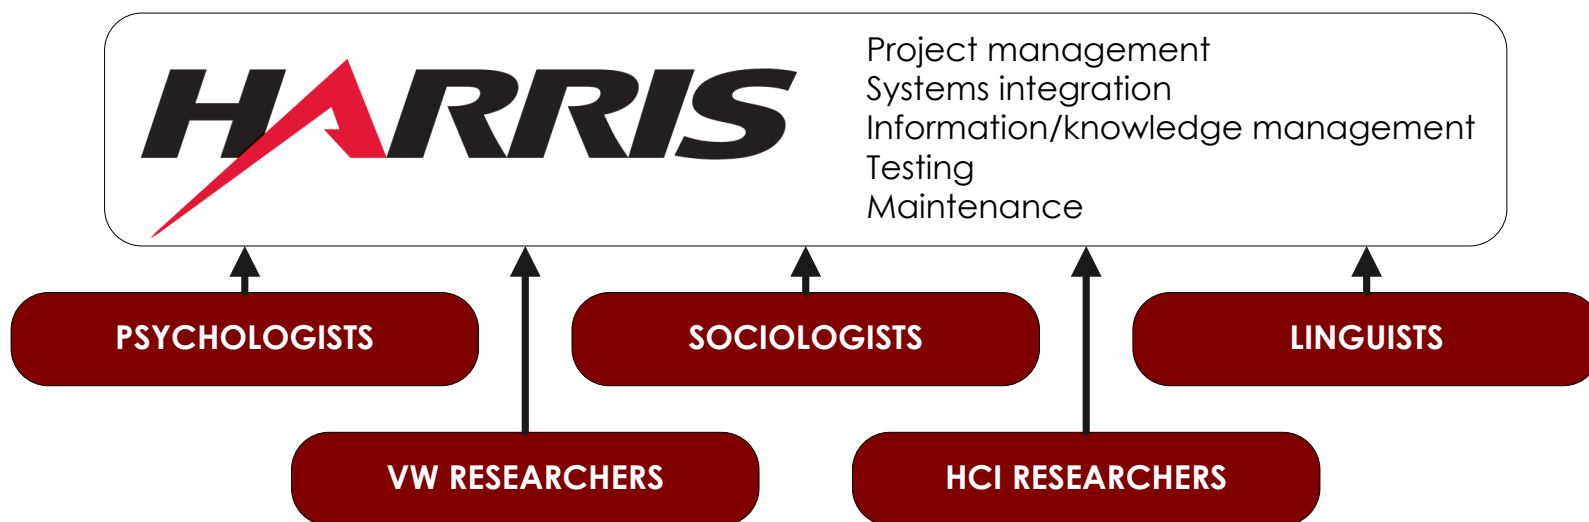 HARRIS
Project management
Systems integration
Information/knowledge management
Testing
Maintenance
PSYCHOLOGISTS
SOCIOLOGISTS
LINGUISTS
VW RESEARCHERS
HCI RESEARCHERS